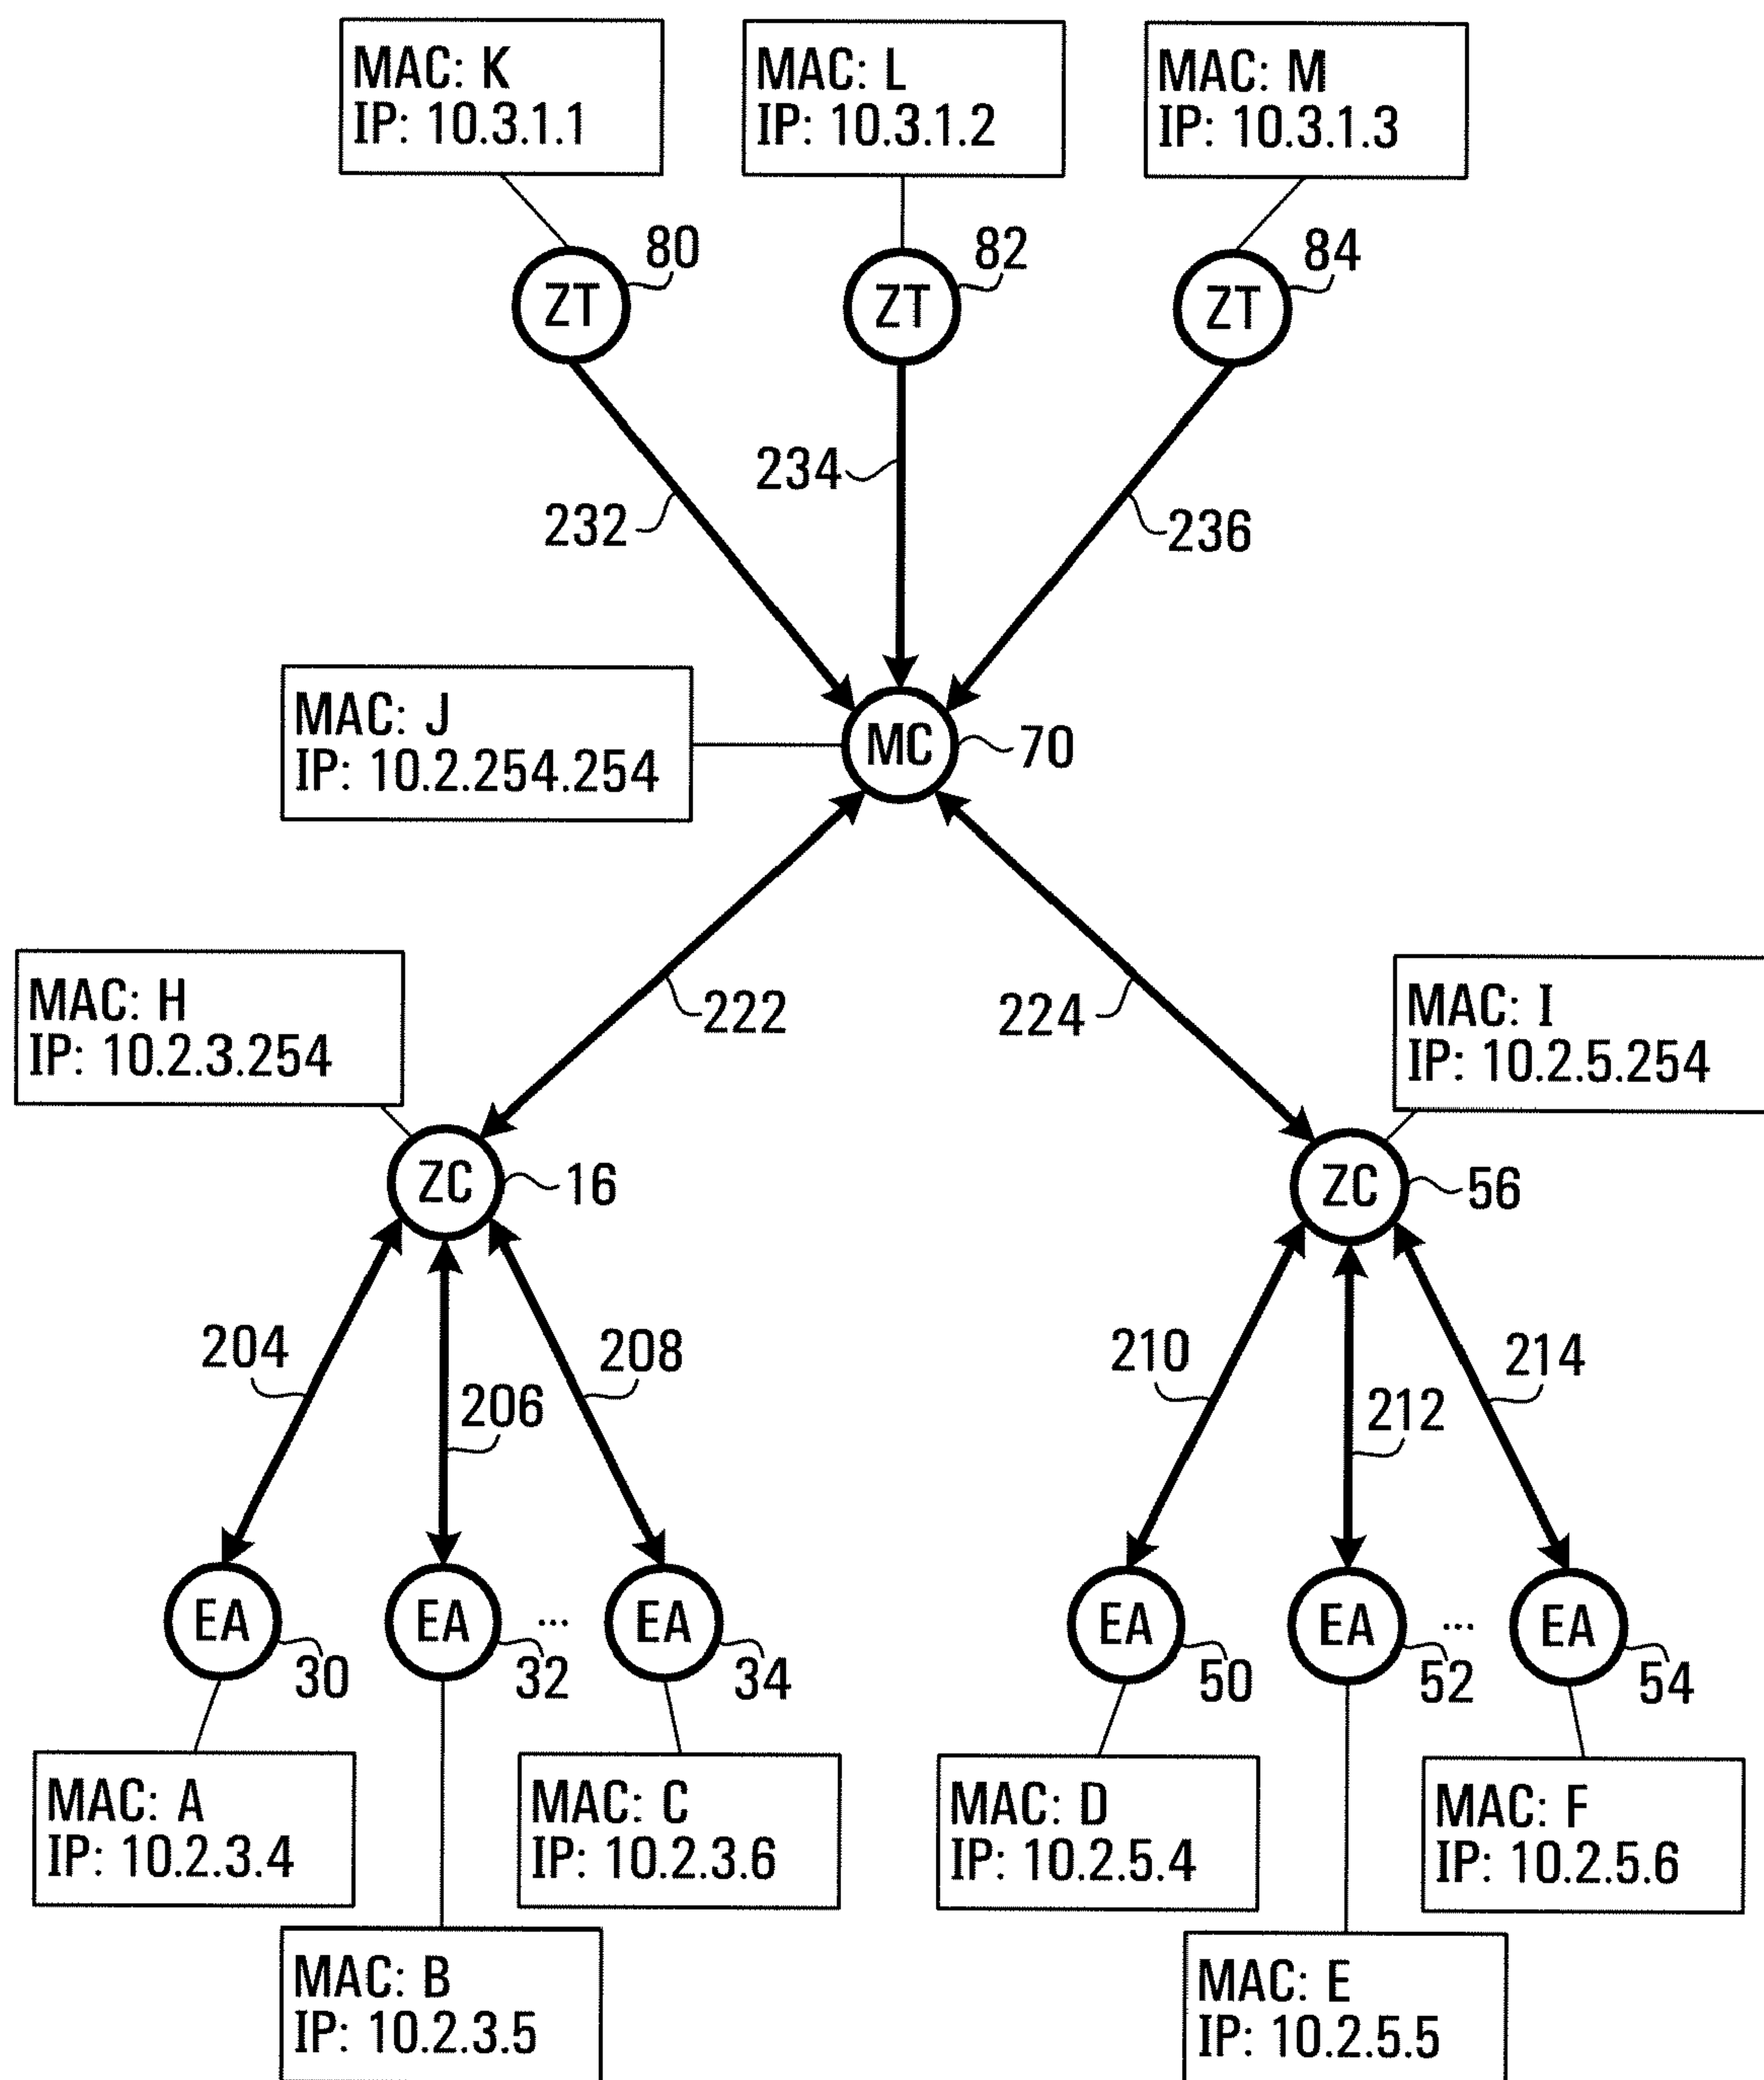 MAC: K
IP: 10.3.1.1
MAC: L
IP: 10.3.1.2
MAC: M
IP: 10.3.1.3
80
82
84
ZT
ZT
ZT
234
232
236
MAC: J
IP: 10.2.254.254
MC
70
MAC: H
IP: 10.2.3.254
222
224
MAC: I
IP: 10.2.5.254
ZC
16
ZC
56
204
208
206
210
214
212
EA
30
EA
32
...
EA
34
EA
50
EA
52
...
EA
54
MAC: A
IP: 10.2.3.4
MAC: C
IP: 10.2.3.6
MAC: D
IP: 10.2.5.4
MAC: F
IP: 10.2.5.6
MAC: B
IP: 10.2.3.5
MAC: E
IP: 10.2.5.5